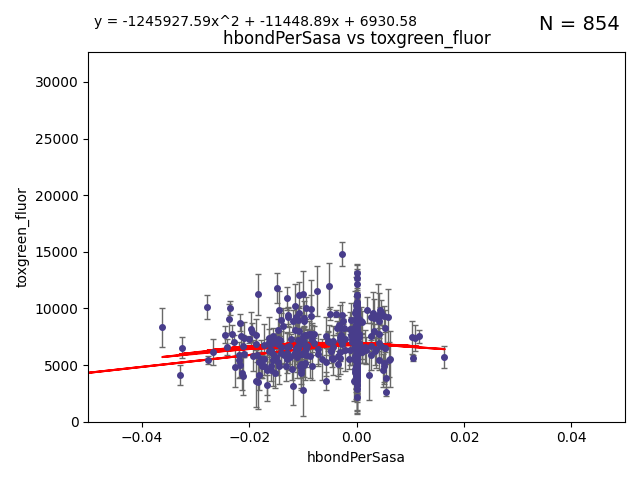 y = -1245927.59x^2 + -11448.89x + 6930.58
N = 854
hbondPerSasa vs toxgreen_fluor
30000
25000
20000
15000
10000
5000
0
toxgreen_fluor
−0.04
−0.02
0.00
0.02
0.04
hbondPerSasa